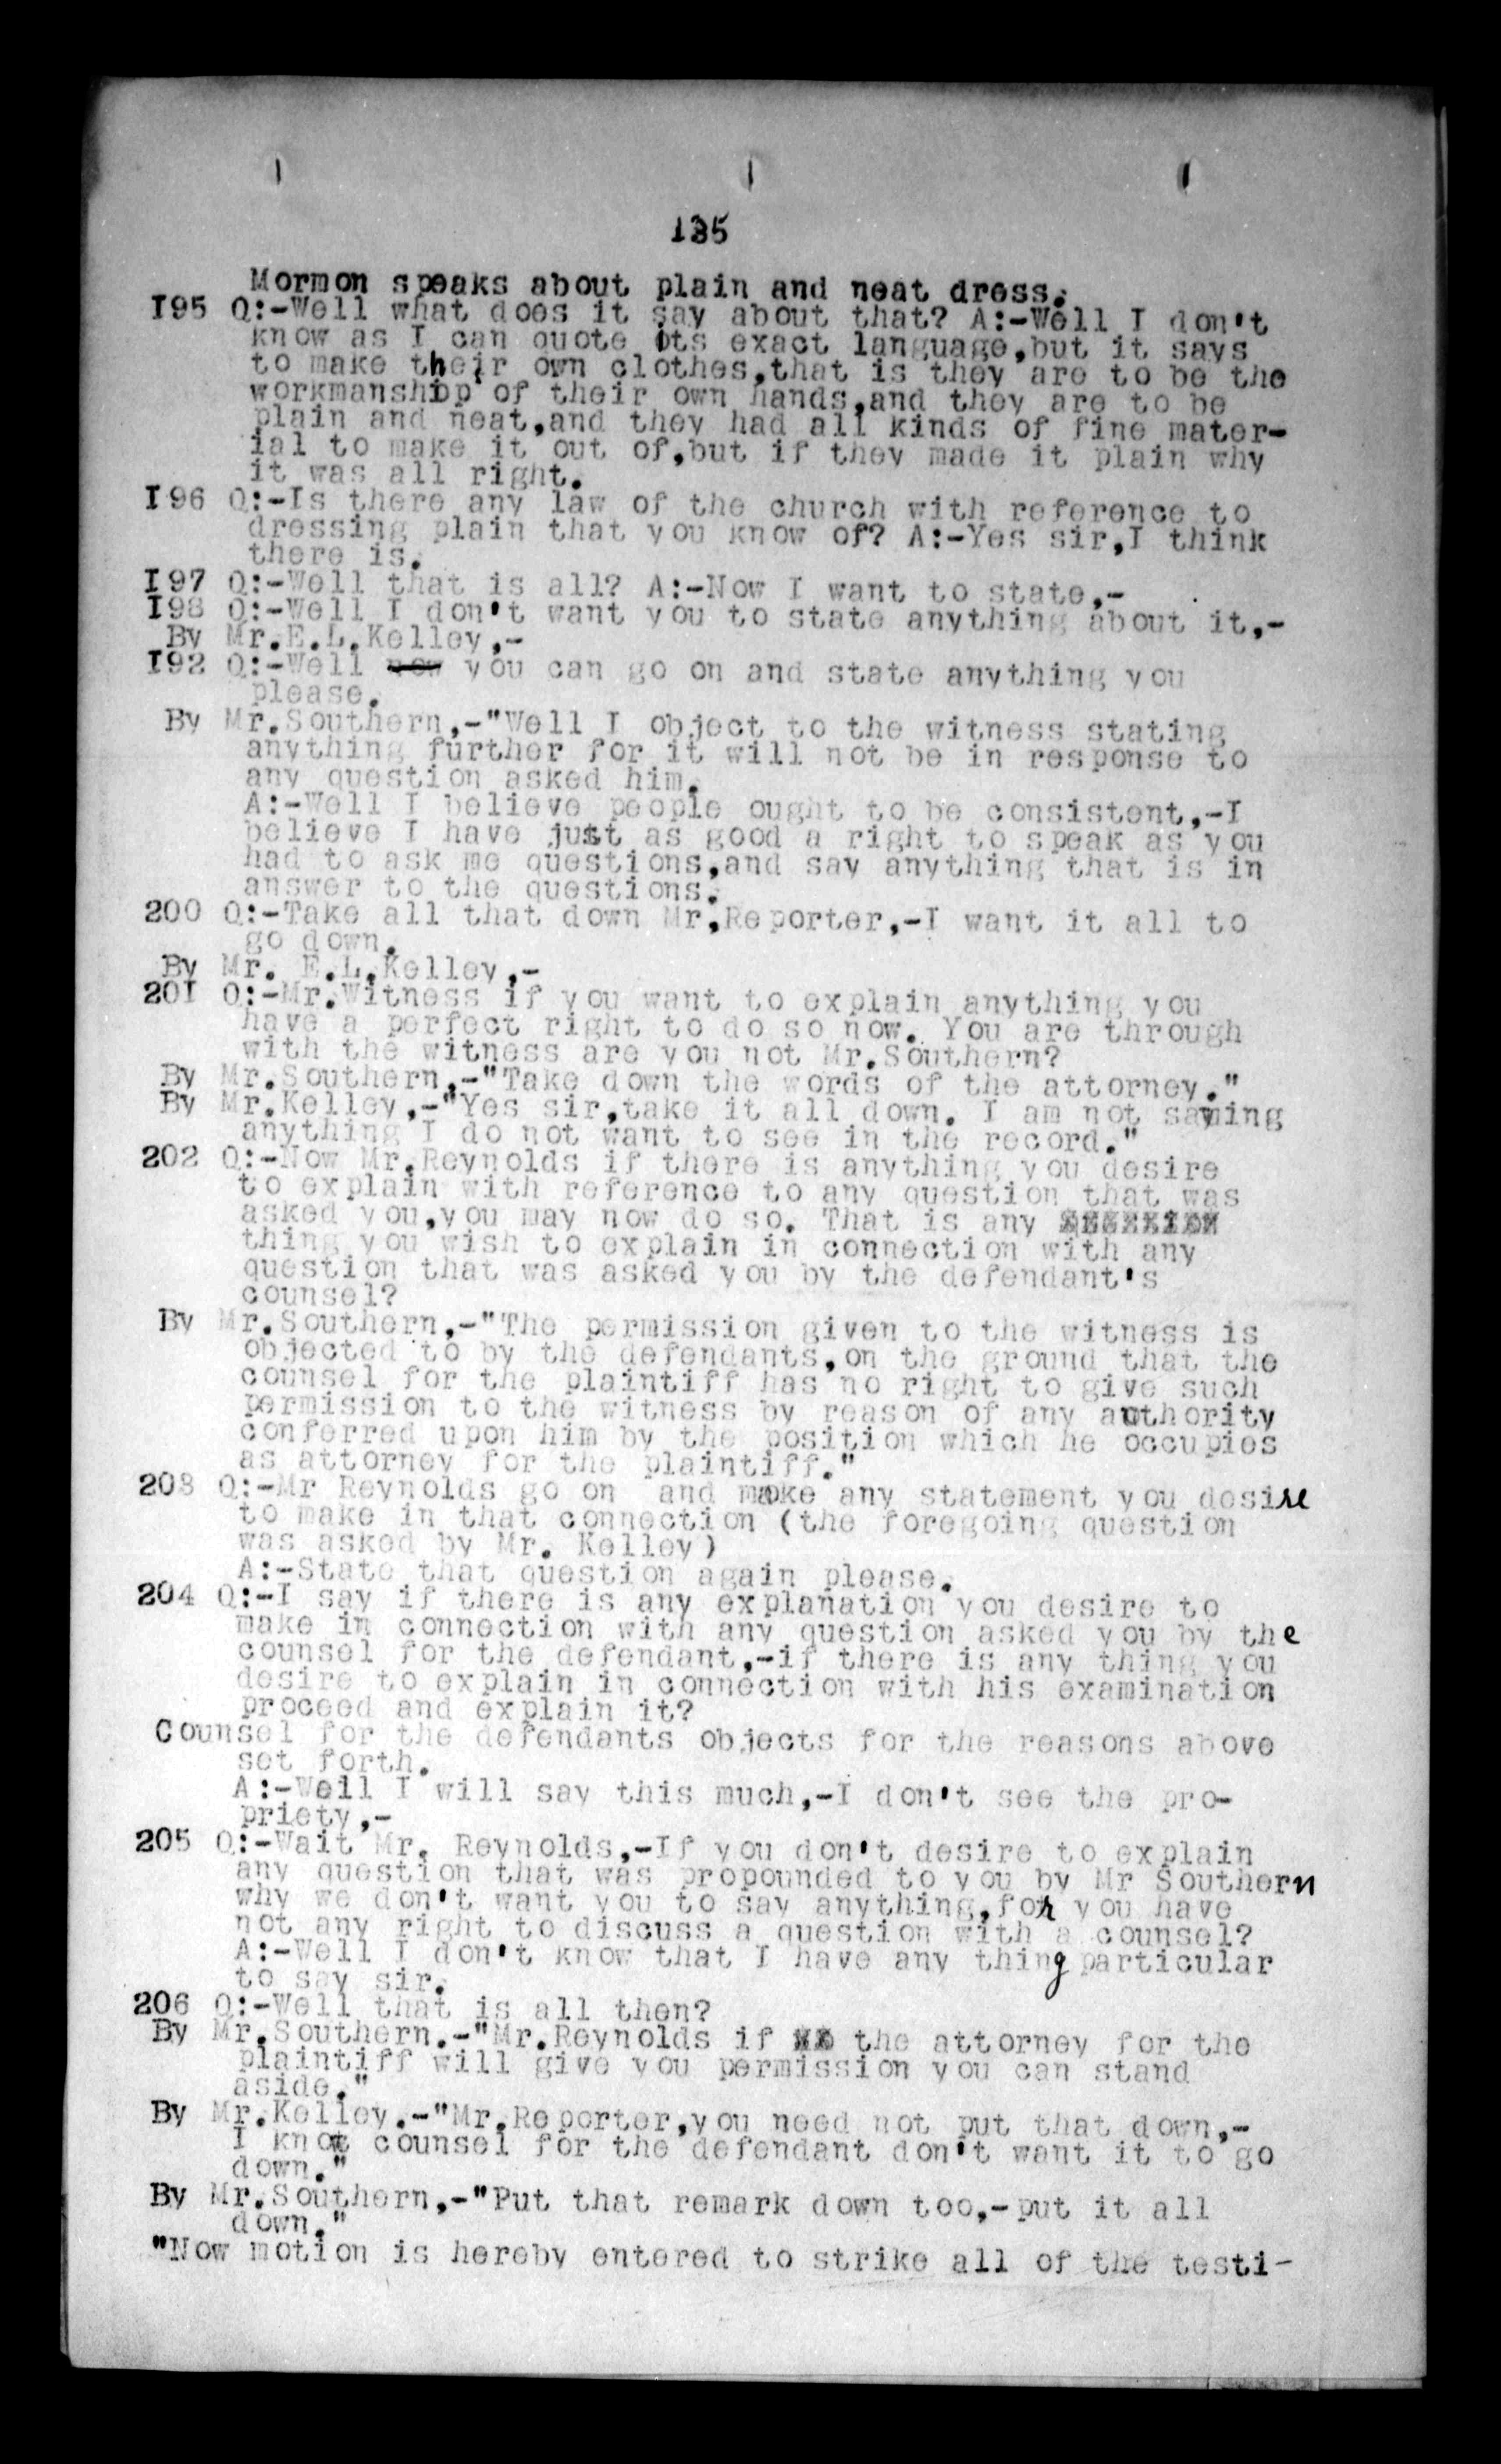 135
Mormon speaks about plain and neat dress.
I95 Q:-Well what does it say about that? A:-Well I don't
know as I can quote its exact language,but it says
to make their own clothes,that is they are to be the
workmanship of their own hands,and they are to be
plain and neat,and they had all kinds of fine mater-
ial to make it out of,but if they made it plain why
it was all right.
I96 Q:-Is there any law of the church with reference to
dressing plain that you know of? A:-Yes sir,I think
there is.
I97 Q:-Well that is all? A:-Now I want to state,-
I98 Q:-Well I don't want you to state anything about it,-
By Mr.E.L.Kelley,-
I92 Q:-Well now you can go on and state anything you
please.
By Mr.Southern,-"Well I object to the witness stating
anything further for it will not be in response to
any question asked him.
A:-Well I believe people ought to be consistent,-I
believe I have just as good a right to speak as you
had to ask me questions,and say anything that is in
answer to the questions.
200 Q:-Take all that down Mr,Reporter,-I want it all to
go down.
By Mr. E.L.Kelley,-
20I Q:-Mr.Witness if you want to explain anything you
have a perfect right to do so now. You are through
with the witness are you not Mr.Southern?
By Mr.Southern,-"Take down the words of the attorney."
By Mr.Kelley,-"Yes sir,take it all down. I am not saying
anything I do not want to see in the record."
202 Q:-Now Mr.Reynolds if there is anything you desire
to explain with reference to any question that was
asked you,you may now do so. That is any
thing you wish to explain in connection with any
question that was asked you by the defendant's
counsel?
By Mr.Southern,-"The permission given to the witness is
objected to by the defendants,on the ground that the
counsel for the plaintiff has no right to give such
permission to the witness by reason of any authority
conferred upon him by the position which he occupies
as attorney for the plaintiff."
203 Q:-Mr Reynolds go on and make any statement you desire
to make in that connection (the foregoing question
was asked by Mr. Kelley)
A:-State that question again please.
204 Q:-I say if there is any explanation you desire to
make in connection with any question asked you by the
counsel for the defendant,-if there is any thing you
desire to explain in connection with his examination
proceed and explain it?
Counsel for the defendants objects for the reasons above
set forth.
A:-Well I will say this much,-I don't see the pro-
priety,-
205 Q:-Wait Mr. Reynolds,-If you don't desire to explain
any question that was propounded to you by Mr Southern
why we don't want you to say anything,for you have
not any right to discuss a question with a counsel?
A:-Well I don't know that I have any thing particular
to say sir.
206 Q:-Well that is all then?
By Mr.Southern.-"Mr.Reynolds if the attorney for the
plaintiff will give you permission you can stand
aside."
By Mr.Kelley.-"Mr.Reporter,you need not put that down,-
I know counsel for the defendant don't want it to go
down."
By Mr.Southern,-"Put that remark down too,-put it all
down."
"Now motion is hereby entered to strike all of the testi-